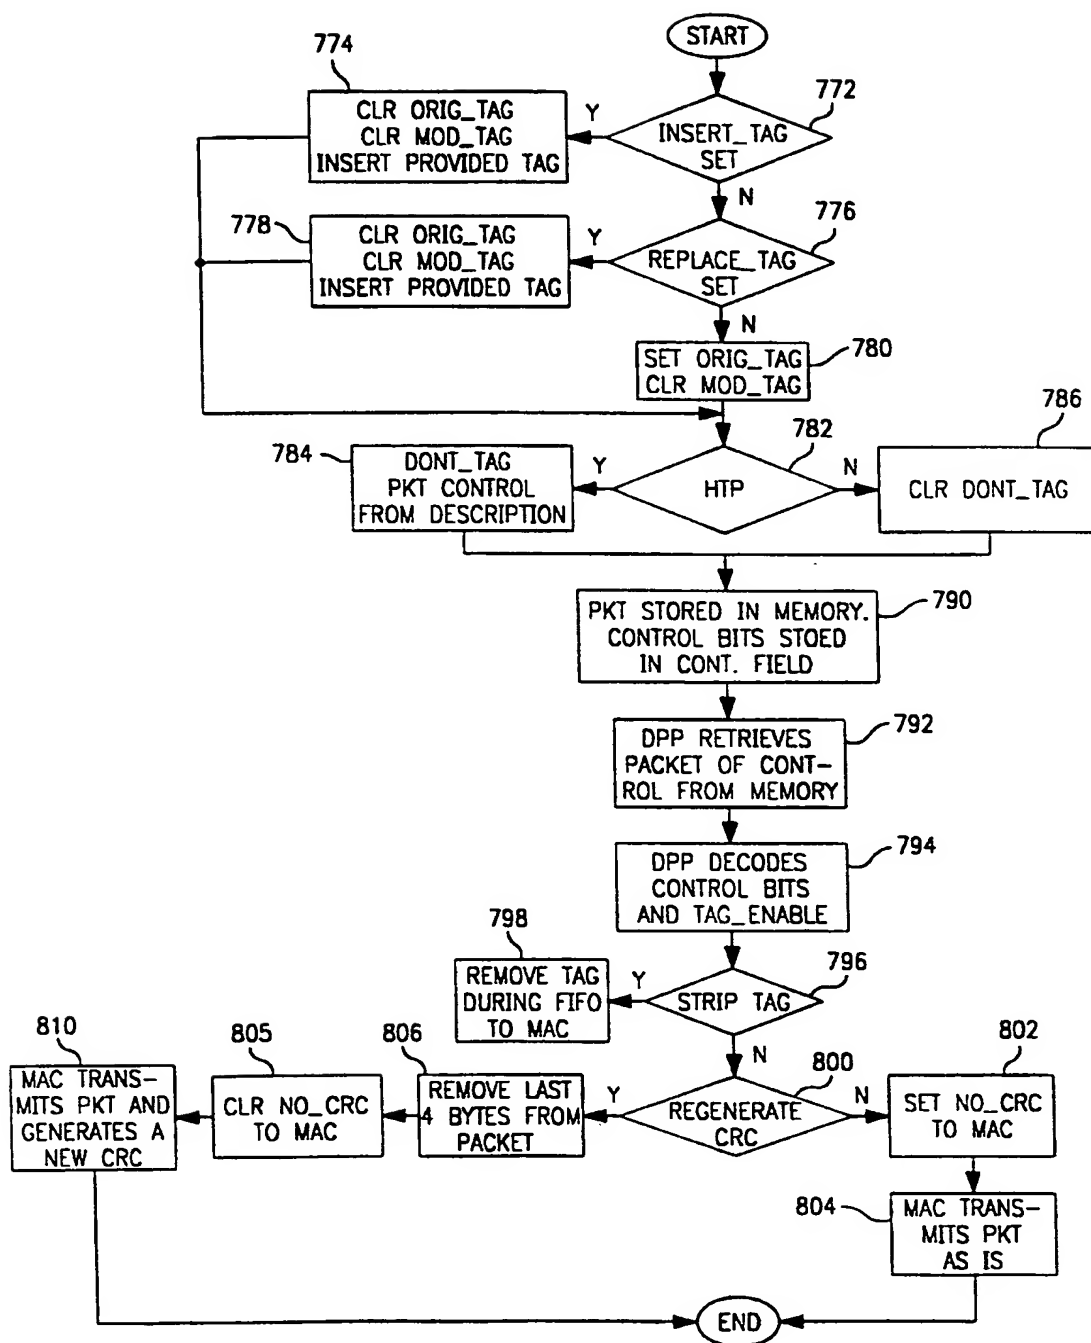 START
774
772
CLR ORIG_TAG
CLR MOD_TAG
INSERT PROVIDED TAG
Y
INSERT_TAG
SET
N
778
776
CLR ORIG_TAG
CLR MOD_TAG
INSERT PROVIDED TAG
Y
REPLACE_TAG
SET
N
780
SET ORIG_TAG
CLR MOD_TAG
784
782
786
DONT_TAG
PKT CONTROL
FROM DESCRIPTION
Y
HTP
N
CLR DONT_TAG
790
PKT STORED IN MEMORY.
CONTROL BITS STOED
IN CONT. FIELD
792
DPP RETRIEVES
PACKET OF CONT-
ROL FROM MEMORY
794
DPP DECODES
CONTROL BITS
AND TAG_ENABLE
798
796
REMOVE TAG
DURING FIFO
TO MAC
Y
STRIP TAG
N
810
805
806
800
802
MAC TRANS-
MITS PKT AND
GENERATES A
NEW CRC
CLR NO_CRC
TO MAC
REMOVE LAST
4 BYTES FROM
PACKET
Y
REGENERATE
CRC
N
SET NO_CRC
TO MAC
804
MAC TRANS-
MITS PKT
AS IS
END